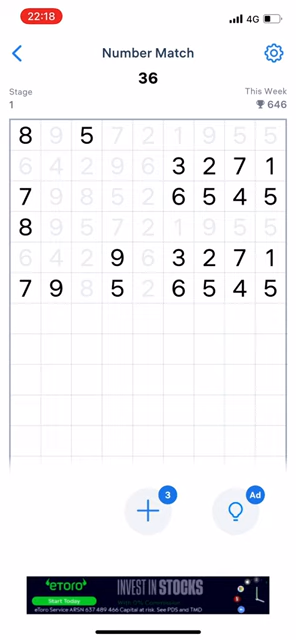 22:18
4G
Number Match
36
Stage
This Week
1
646
8 9 5 7 2 1 9 5 5
6 4 2 9 6 3 2 7 1
7 9 8 5 2 6 5 4 5
8 9 5 7 2 1 9 5 5
6 4 2 9 6 3 2 7 1
7 9 8 5 2 6 5 4 5
3
Ad
eToro
INVEST IN STOCKS
Start Today
eToro Service ARSN 637 489 466 Capital at risk. See PDS and TMD